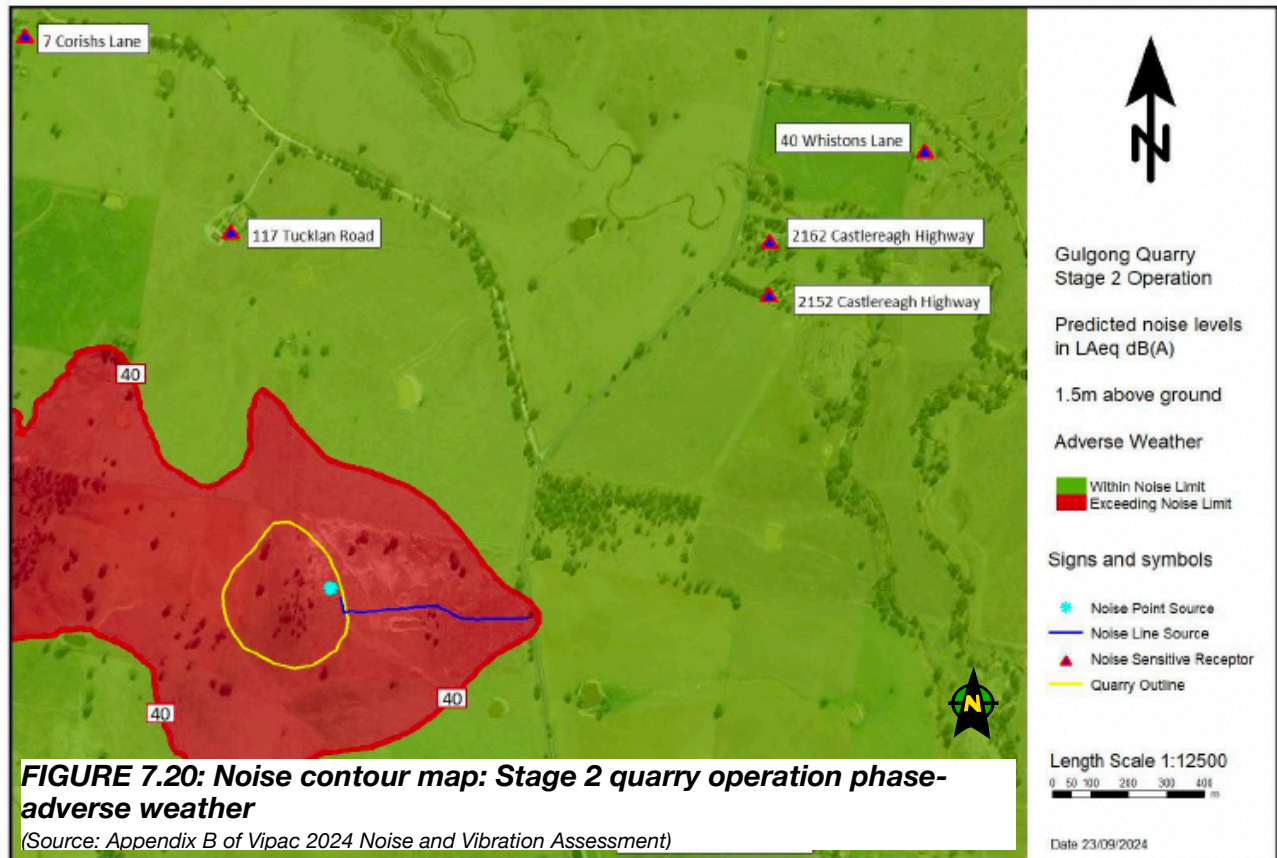 7 Corishs Lane
40 Whistons Lane
117 Tucklan Road
2162 Castlereagh Highway
2152 Castlereagh Highway
40
40
40
N
FIGURE 7.20: Noise contour map: Stage 2 quarry operation phase-
adverse weather
(Source: Appendix B of Vipac 2024 Noise and Vibration Assessment)
N
Gulgong Quarry
Stage 2 Operation
Predicted noise levels
in LAeq dB(A)
1.5m above ground
Adverse Weather
Within Noise Limit
Exceeding Noise Limit
Signs and symbols
Noise Point Source
Noise Line Source
Noise Sensitive Receptor
Quarry Outline
Length Scale 1:12500
0 50 100 200 300 400
m
Date 23/09/2024